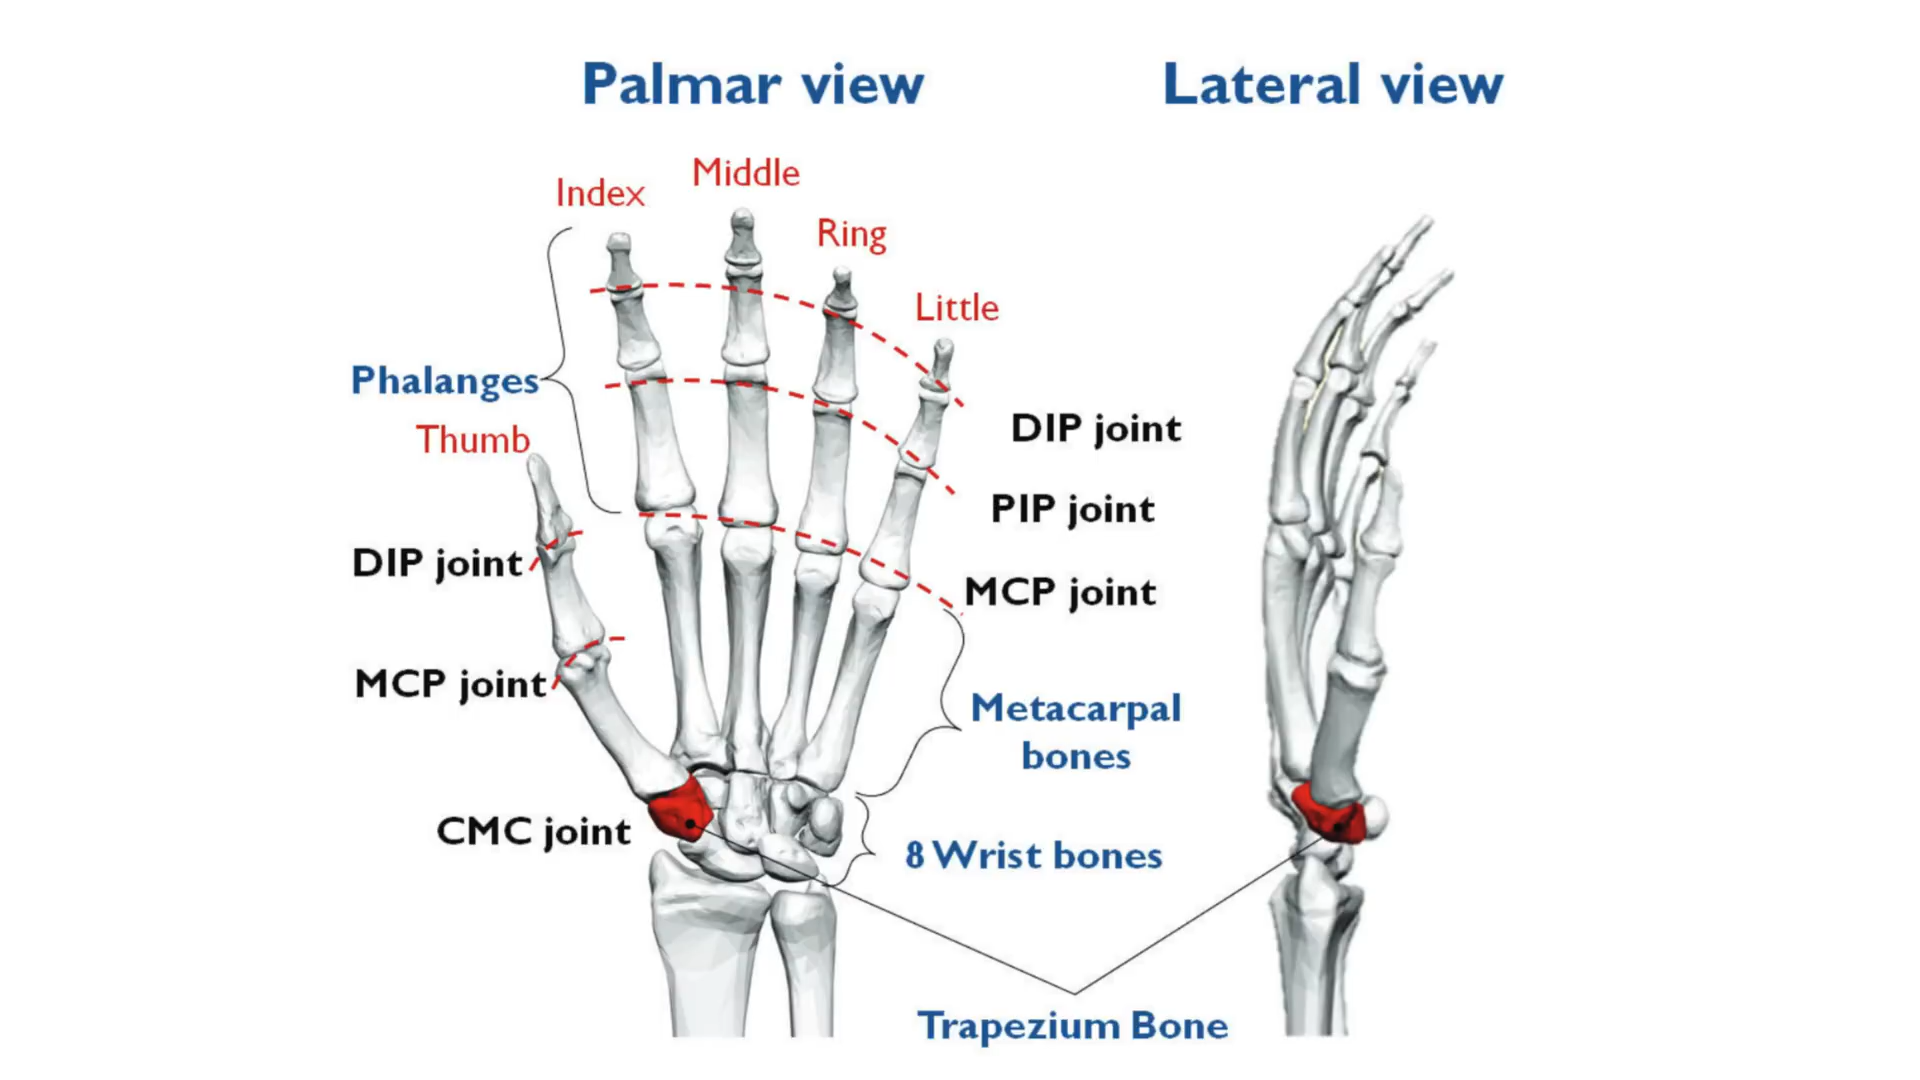 Palmar view
Lateral view
Middle
Index
Ring
Little
Phalanges
Thumb
DIP joint
PIP joint
DIP joint
MCP joint
MCP joint
Metacarpal
bones
CMC joint
8 Wrist bones
Trapezium Bone